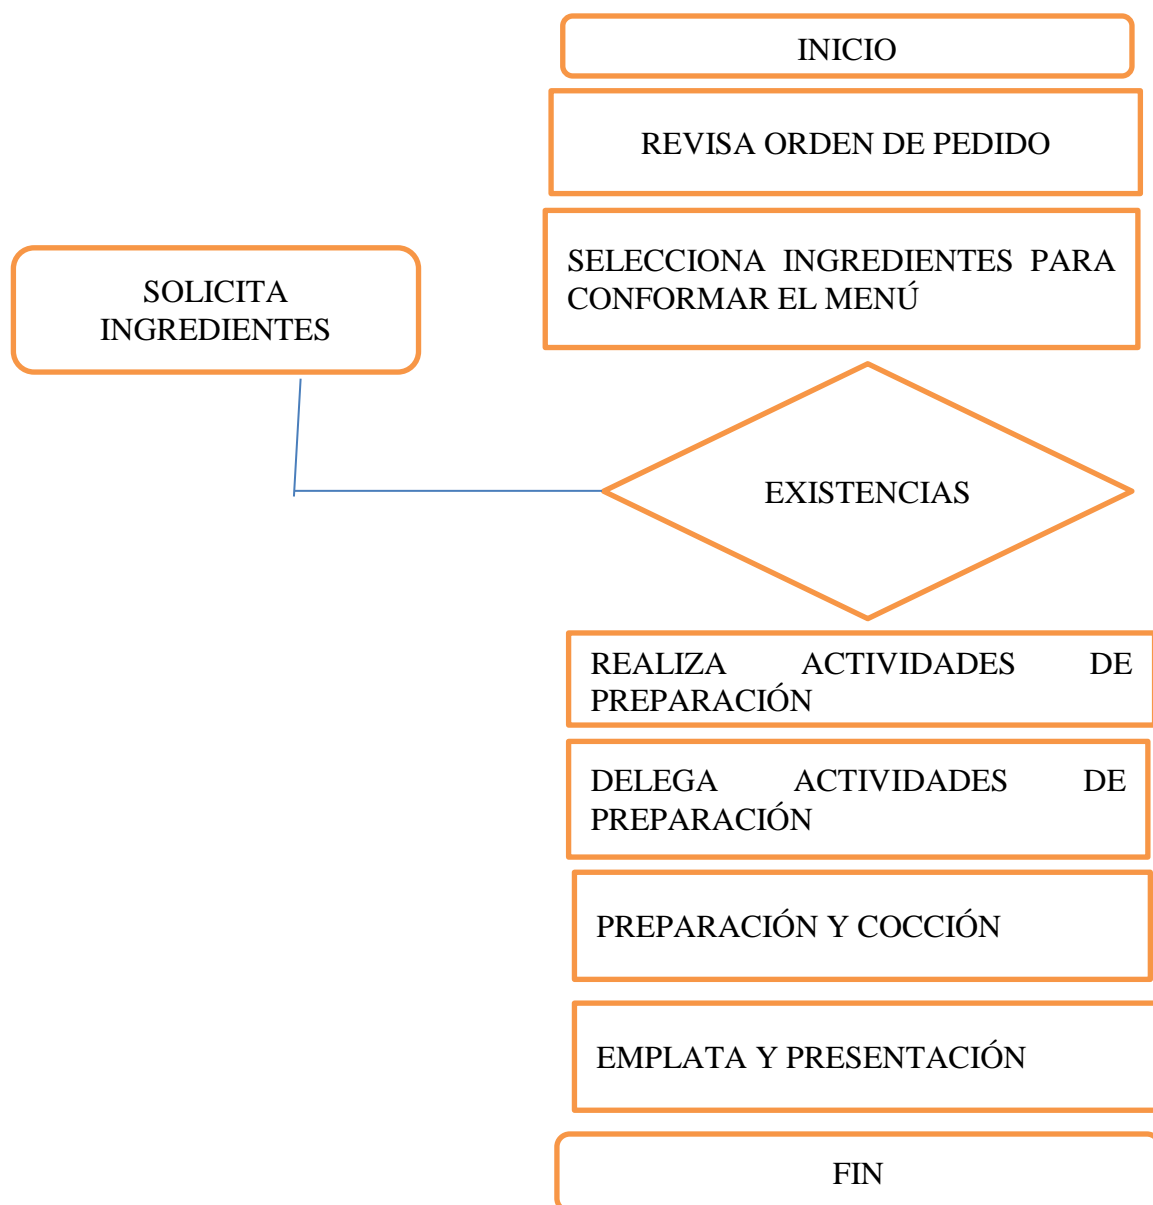 INICIO
REVISA ORDEN DE PEDIDO
SELECCIONA INGREDIENTES PARA
CONFORMAR EL MENÚ
SOLICITA
INGREDIENTES
EXISTENCIAS
REALIZA ACTIVIDADES DE
PREPARACIÓN
DELEGA ACTIVIDADES DE
PREPARACIÓN
PREPARACIÓN Y COCCIÓN
EMPLATA Y PRESENTACIÓN
FIN